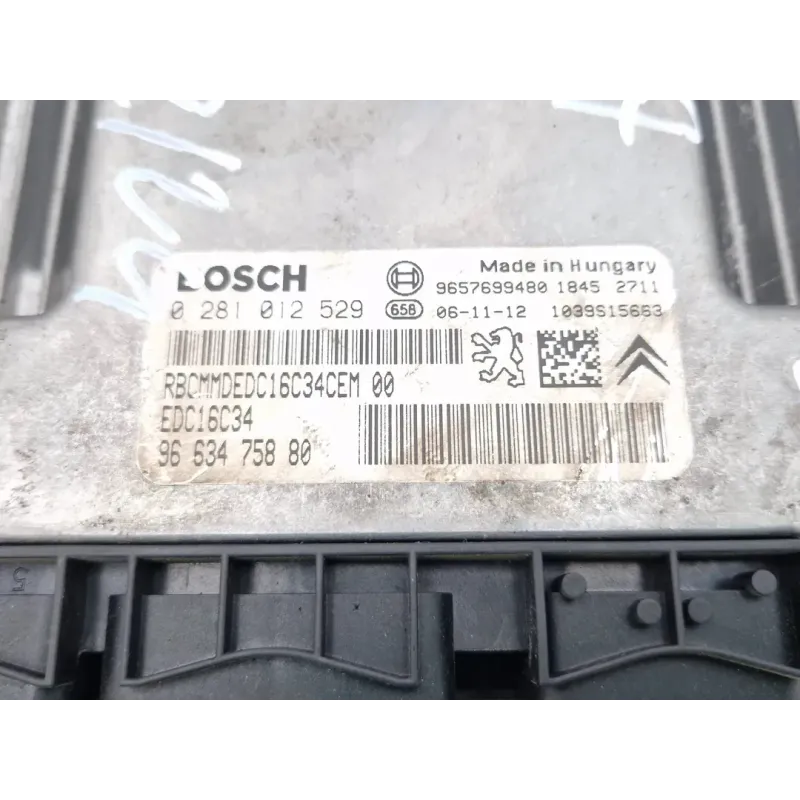 BOSCH
Made in Hungary
9657699480 1845 2711
0 281 012 529
656
06-11-12
1039S15663
RBQMMDEDC16C34CEM 00
EDC16C34
96 634 758 80